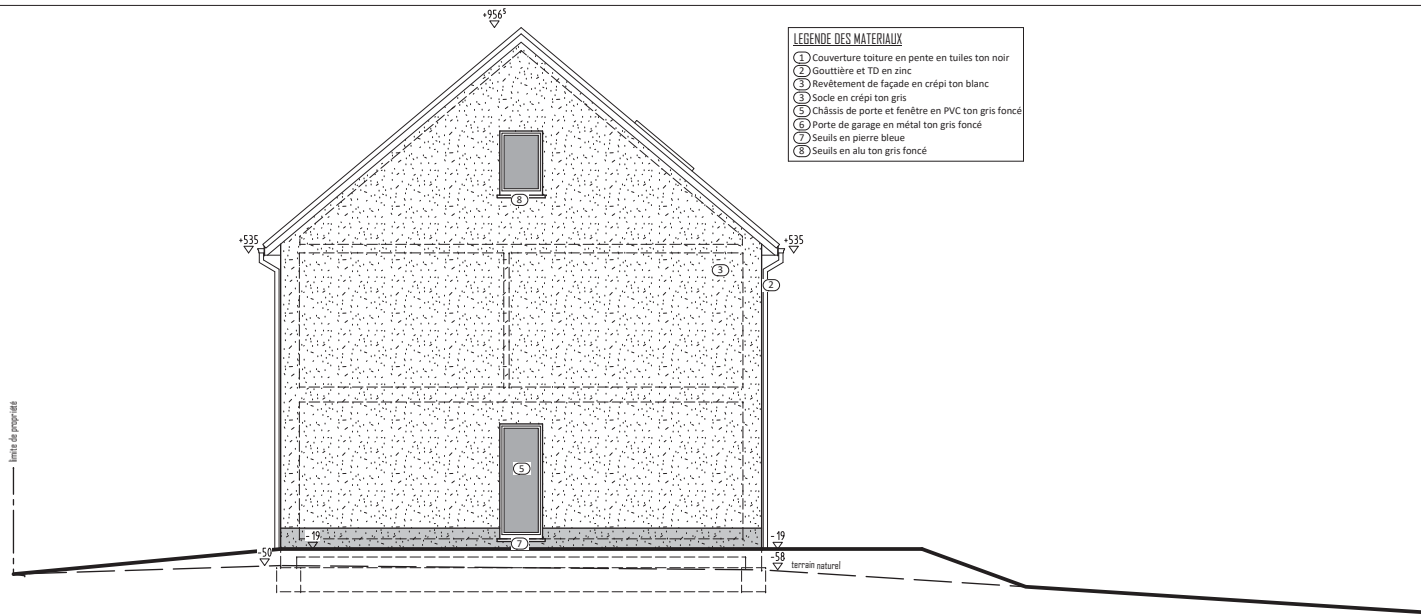 +956⁵
LEGENDE DES MATERIAUX
1 Couverture toiture en pente en tuiles ton noir
2 Gouttière et TD en zinc
3 Revêtement de façade en crépi ton blanc
3 Socle en crépi ton gris
5 Châssis de porte et fenêtre en PVC ton gris foncé
6 Porte de garage en métal ton gris foncé
7 Seuils en pierre bleue
8 Seuils en alu ton gris foncé
8
+535
+535
3
2
limite de propriété
5
-19
7
-19
-50
-58
terrain naturel